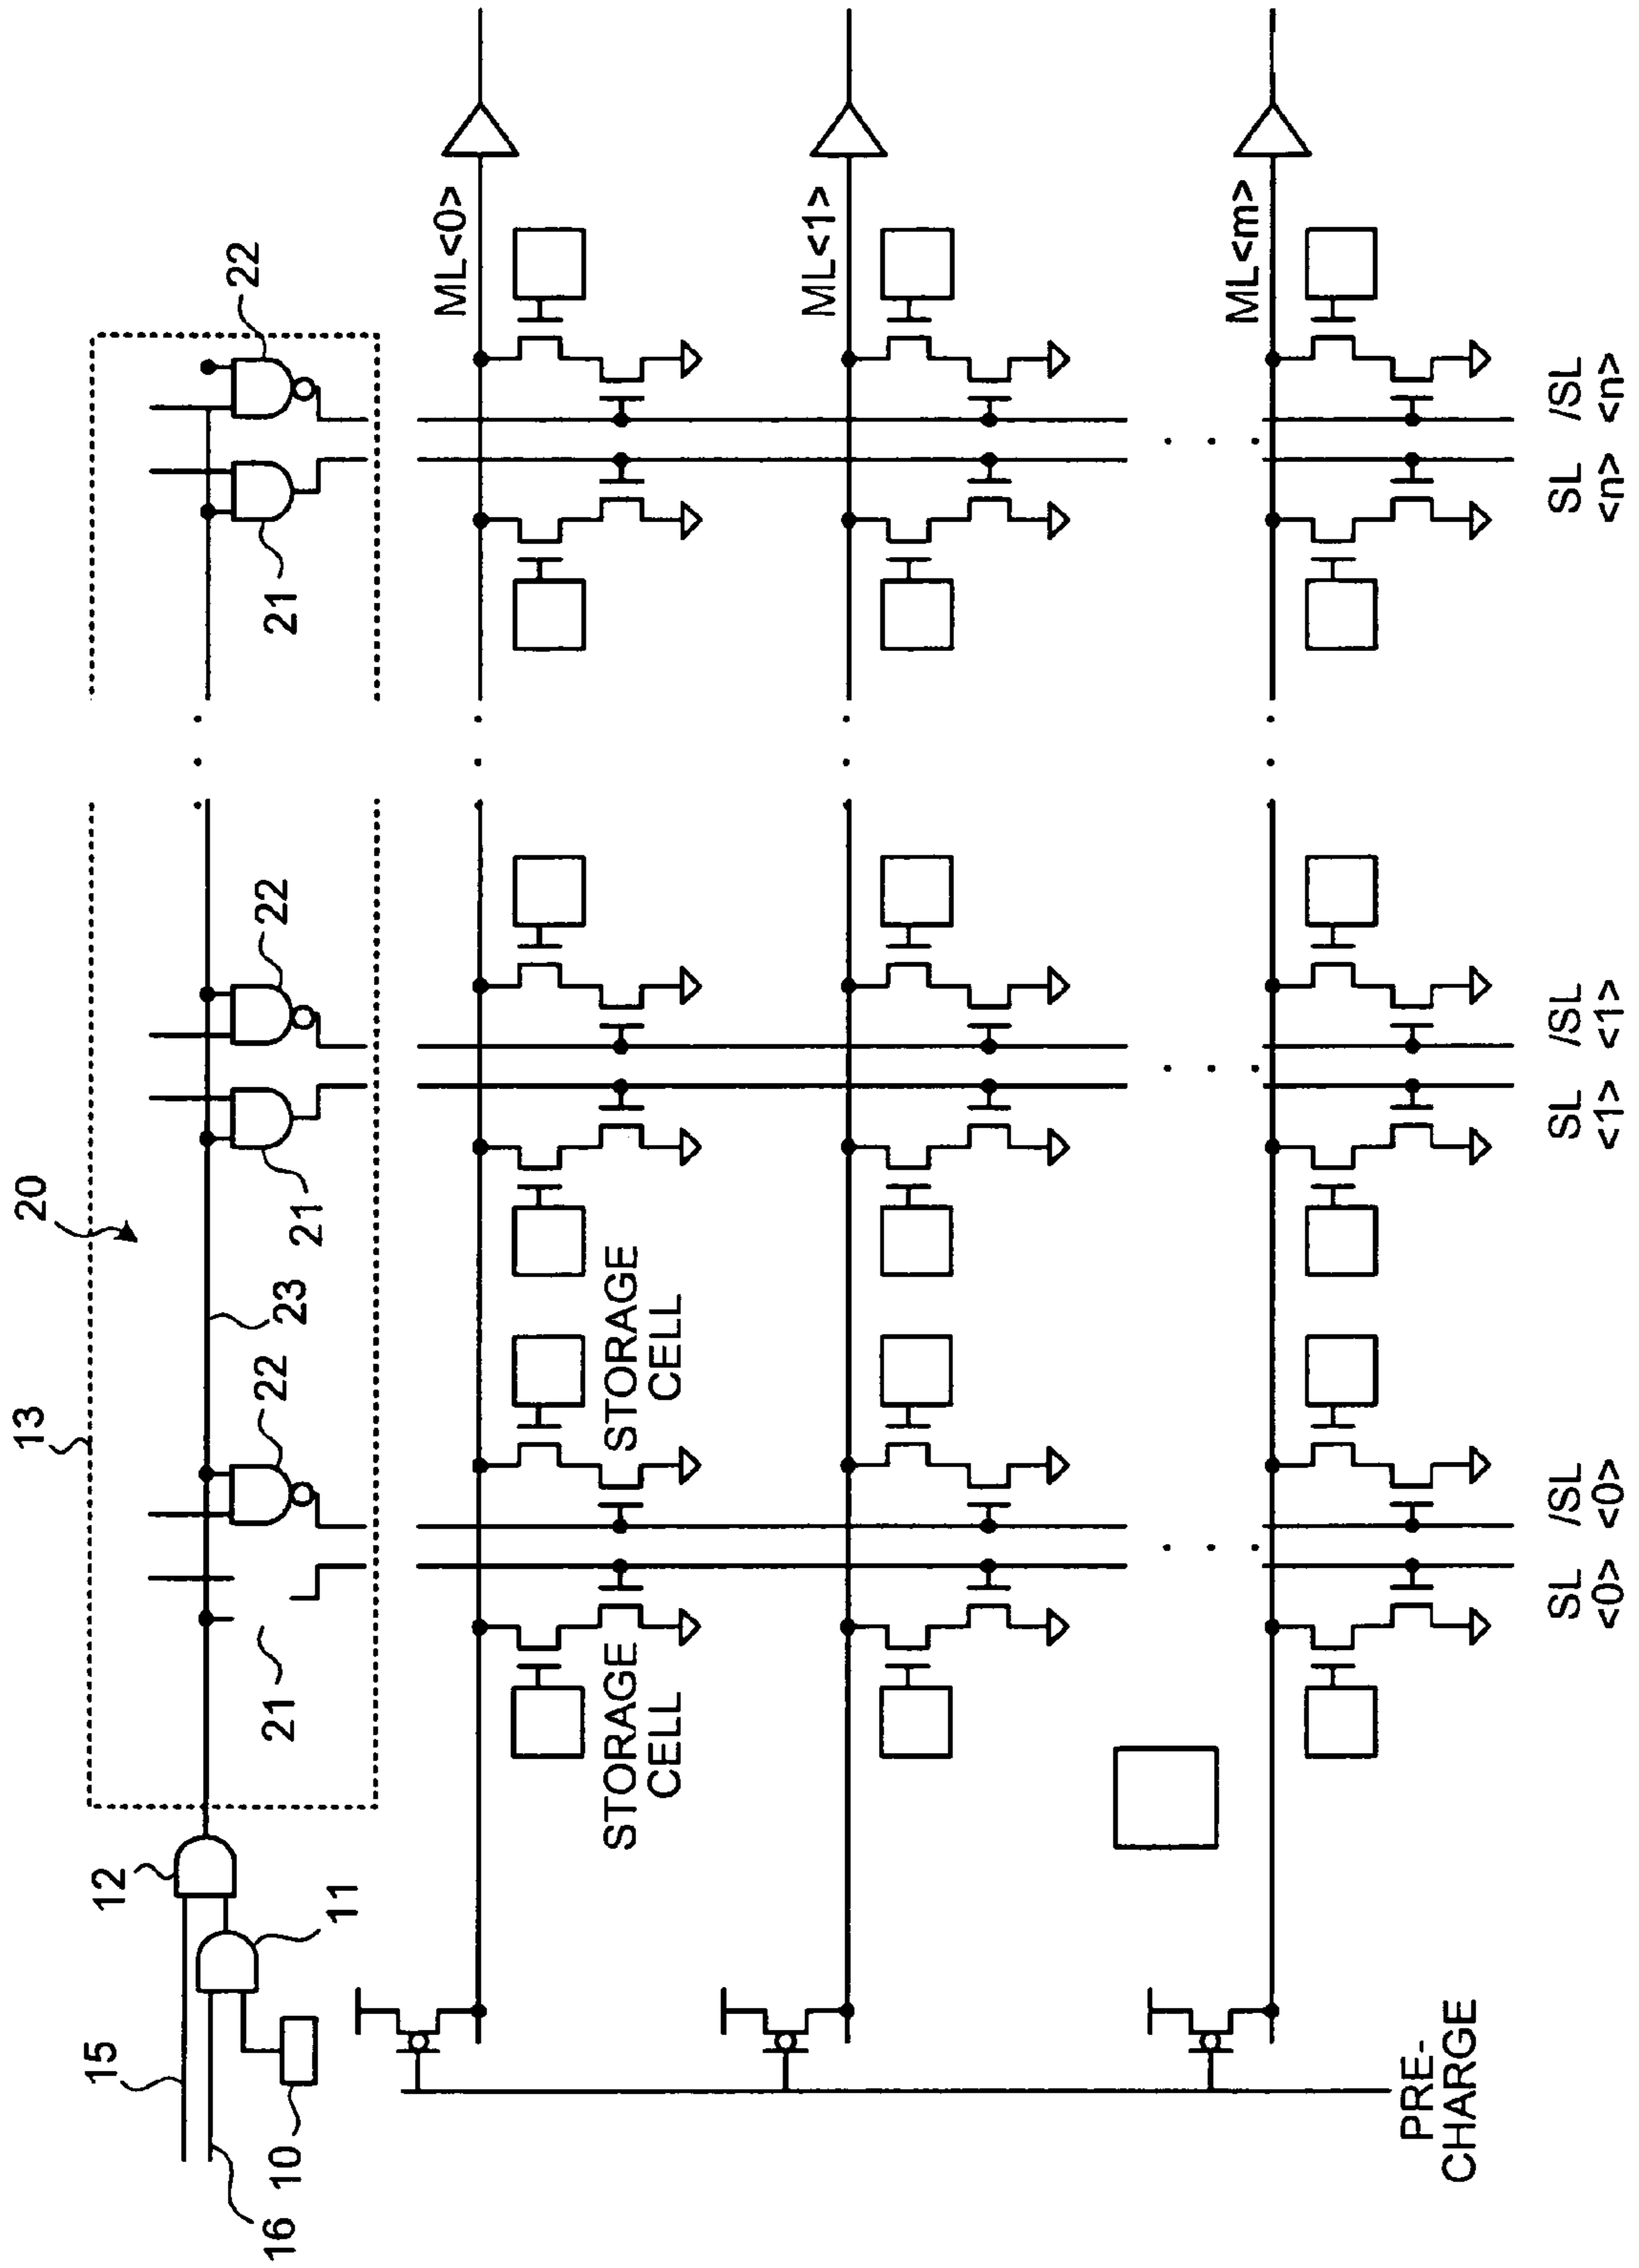 20
13
15
12
22
23
22
22
16
10
11
21
21
21
ML<0>
STORAGE
CELL
STORAGE
CELL
ML<1>
ML<m>
PRE-
CHARGE
SL
<0>
/SL
<0>
SL
<1>
/SL
<1>
SL
<n>
/SL
<n>